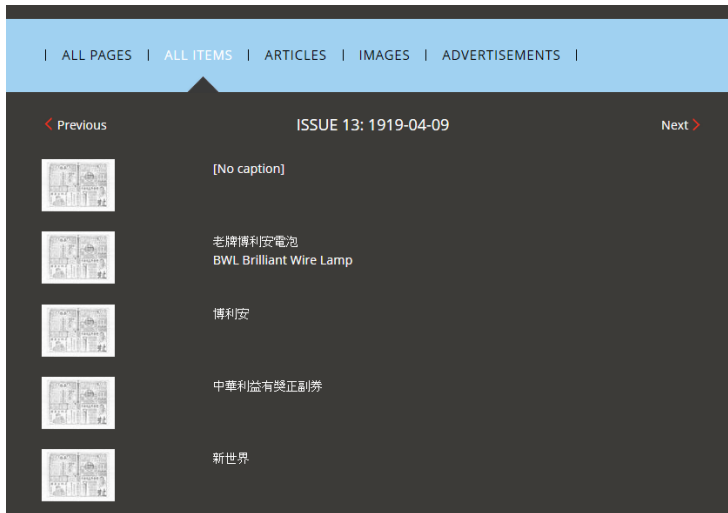 | ALL PAGES | ALL ITEMS | ARTICLES | IMAGES | ADVERTISEMENTS |
Previous ISSUE 13: 1919-04-09 Next
[No caption]
老牌博利安電泡
BWL Brilliant Wire Lamp
博利安
中華利益有獎正副券
新世界